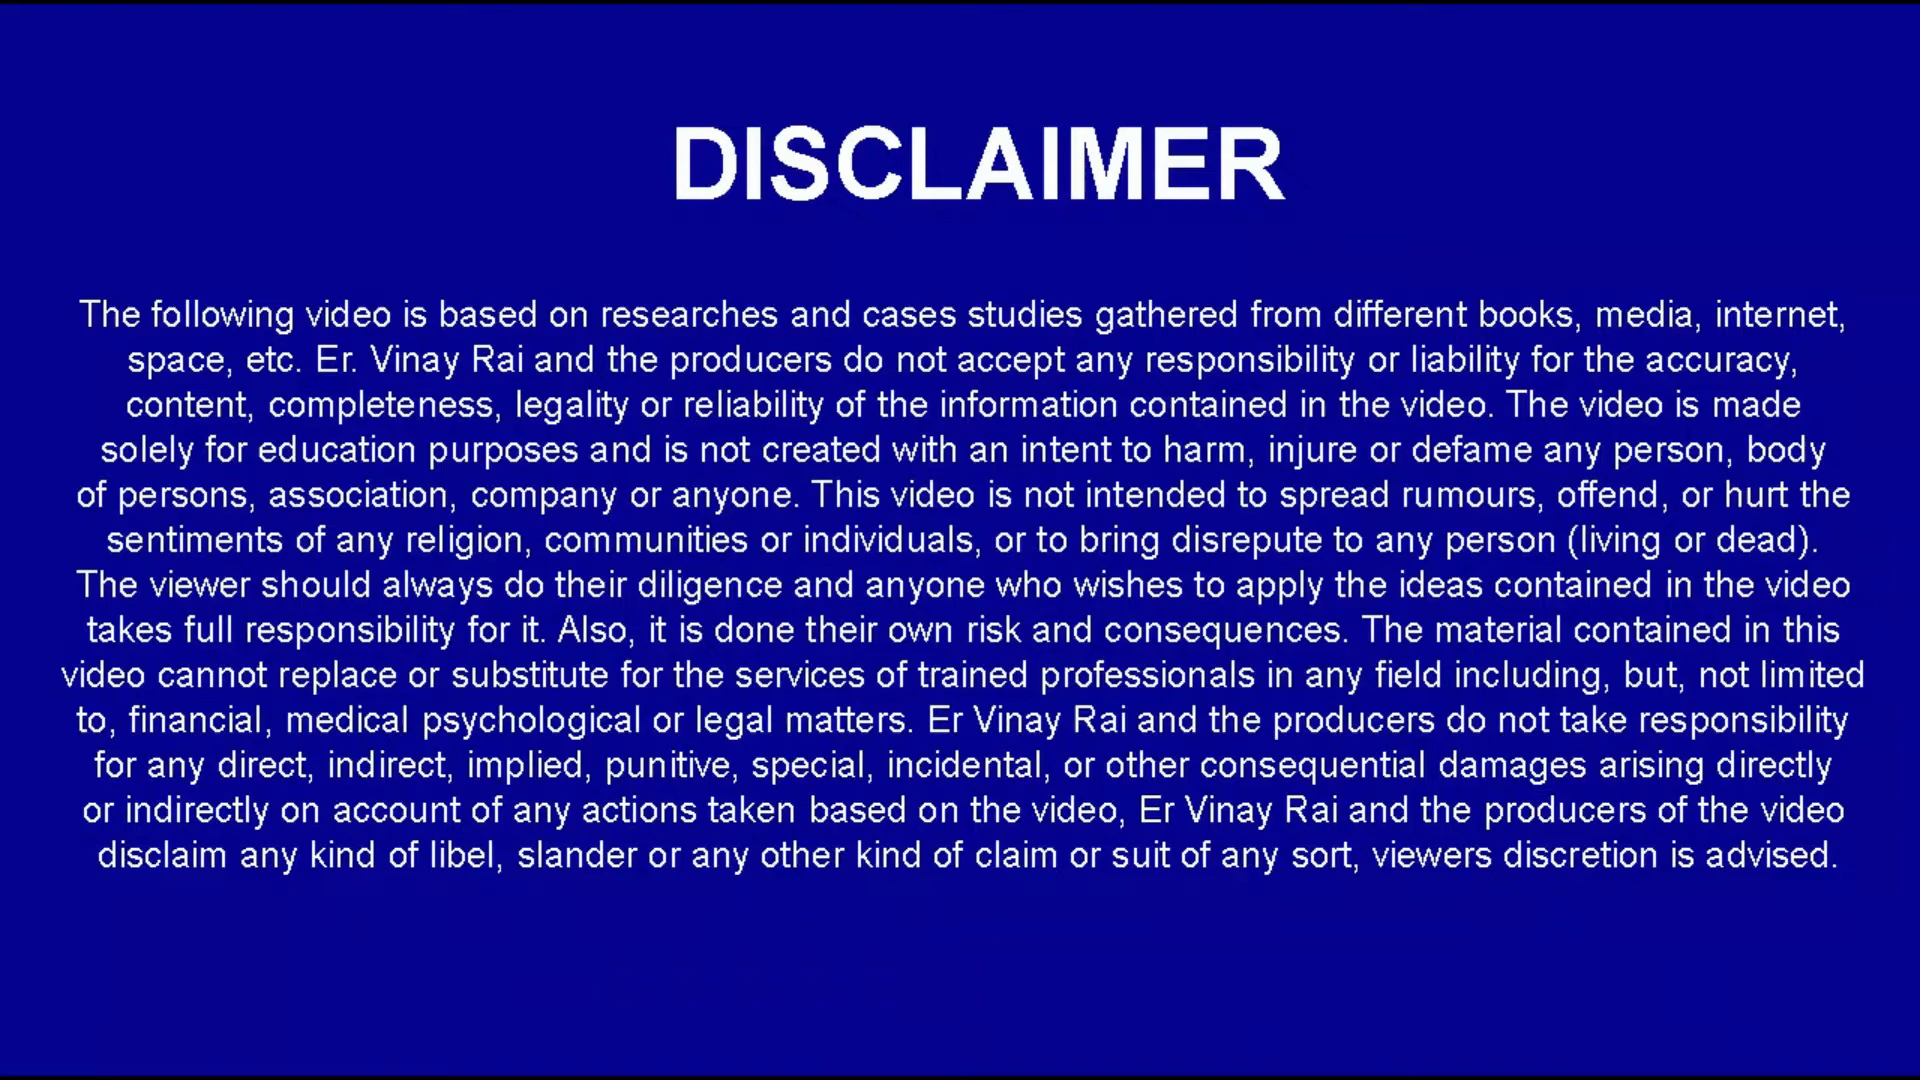 DISCLAIMER
The following video is based on researches and cases studies gathered from different books, media, internet,
space, etc. Er. Vinay Rai and the producers do not accept any responsibility or liability for the accuracy,
content, completeness, legality or reliability of the information contained in the video. The video is made
solely for education purposes and is not created with an intent to harm, injure or defame any person, body
of persons, association, company or anyone. This video is not intended to spread rumours, offend, or hurt the
sentiments of any religion, communities or individuals, or to bring disrepute to any person (living or dead).
The viewer should always do their diligence and anyone who wishes to apply the ideas contained in the video
takes full responsibility for it. Also, it is done their own risk and consequences. The material contained in this
video cannot replace or substitute for the services of trained professionals in any field including, but, not limited
to, financial, medical psychological or legal matters. Er Vinay Rai and the producers do not take responsibility
for any direct, indirect, implied, punitive, special, incidental, or other consequential damages arising directly
or indirectly on account of any actions taken based on the video, Er Vinay Rai and the producers of the video
disclaim any kind of libel, slander or any other kind of claim or suit of any sort, viewers discretion is advised.